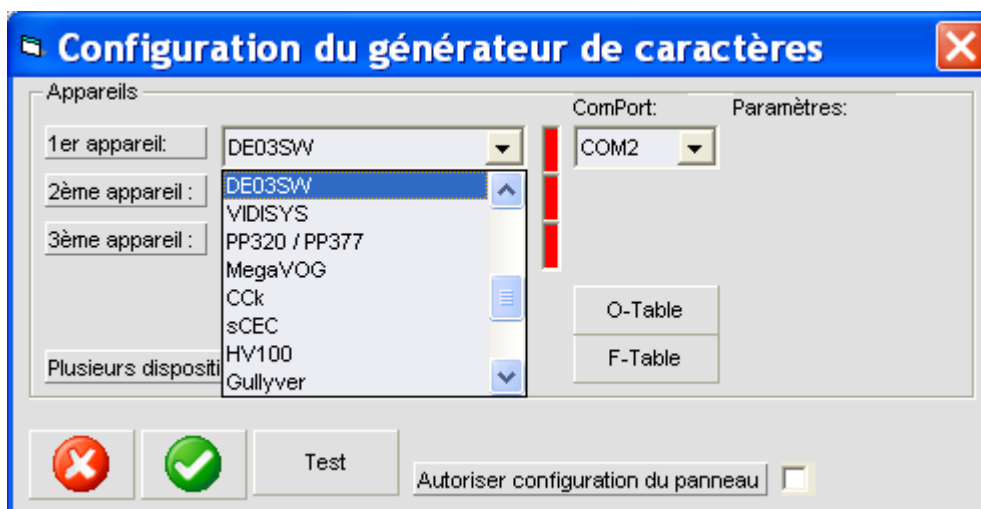 Configuration du générateur de caractères
Appareils
ComPort:
Paramètres:
1er appareil:
DE03SW
COM2
2ème appareil :
3ème appareil :
DE03SW
VIDISYS
PP320 / PP377
MegaVOG
CCk
sCEC
HV100
Gullyver
O-Table
F-Table
Plusieurs dispositi
Test
Autoriser configuration du panneau